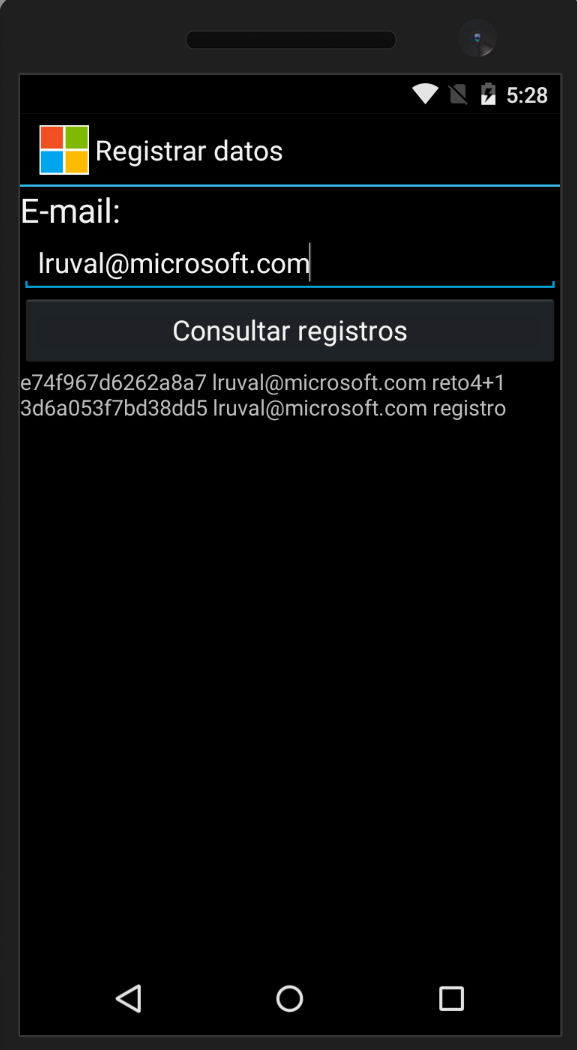 5:28
Registrar datos
E-mail:
lruval@microsoft.com
Consultar registros
e74f967d6262a8a7 lruval@microsoft.com reto4+1
3d6a053f7bd38dd5 lruval@microsoft.com registro